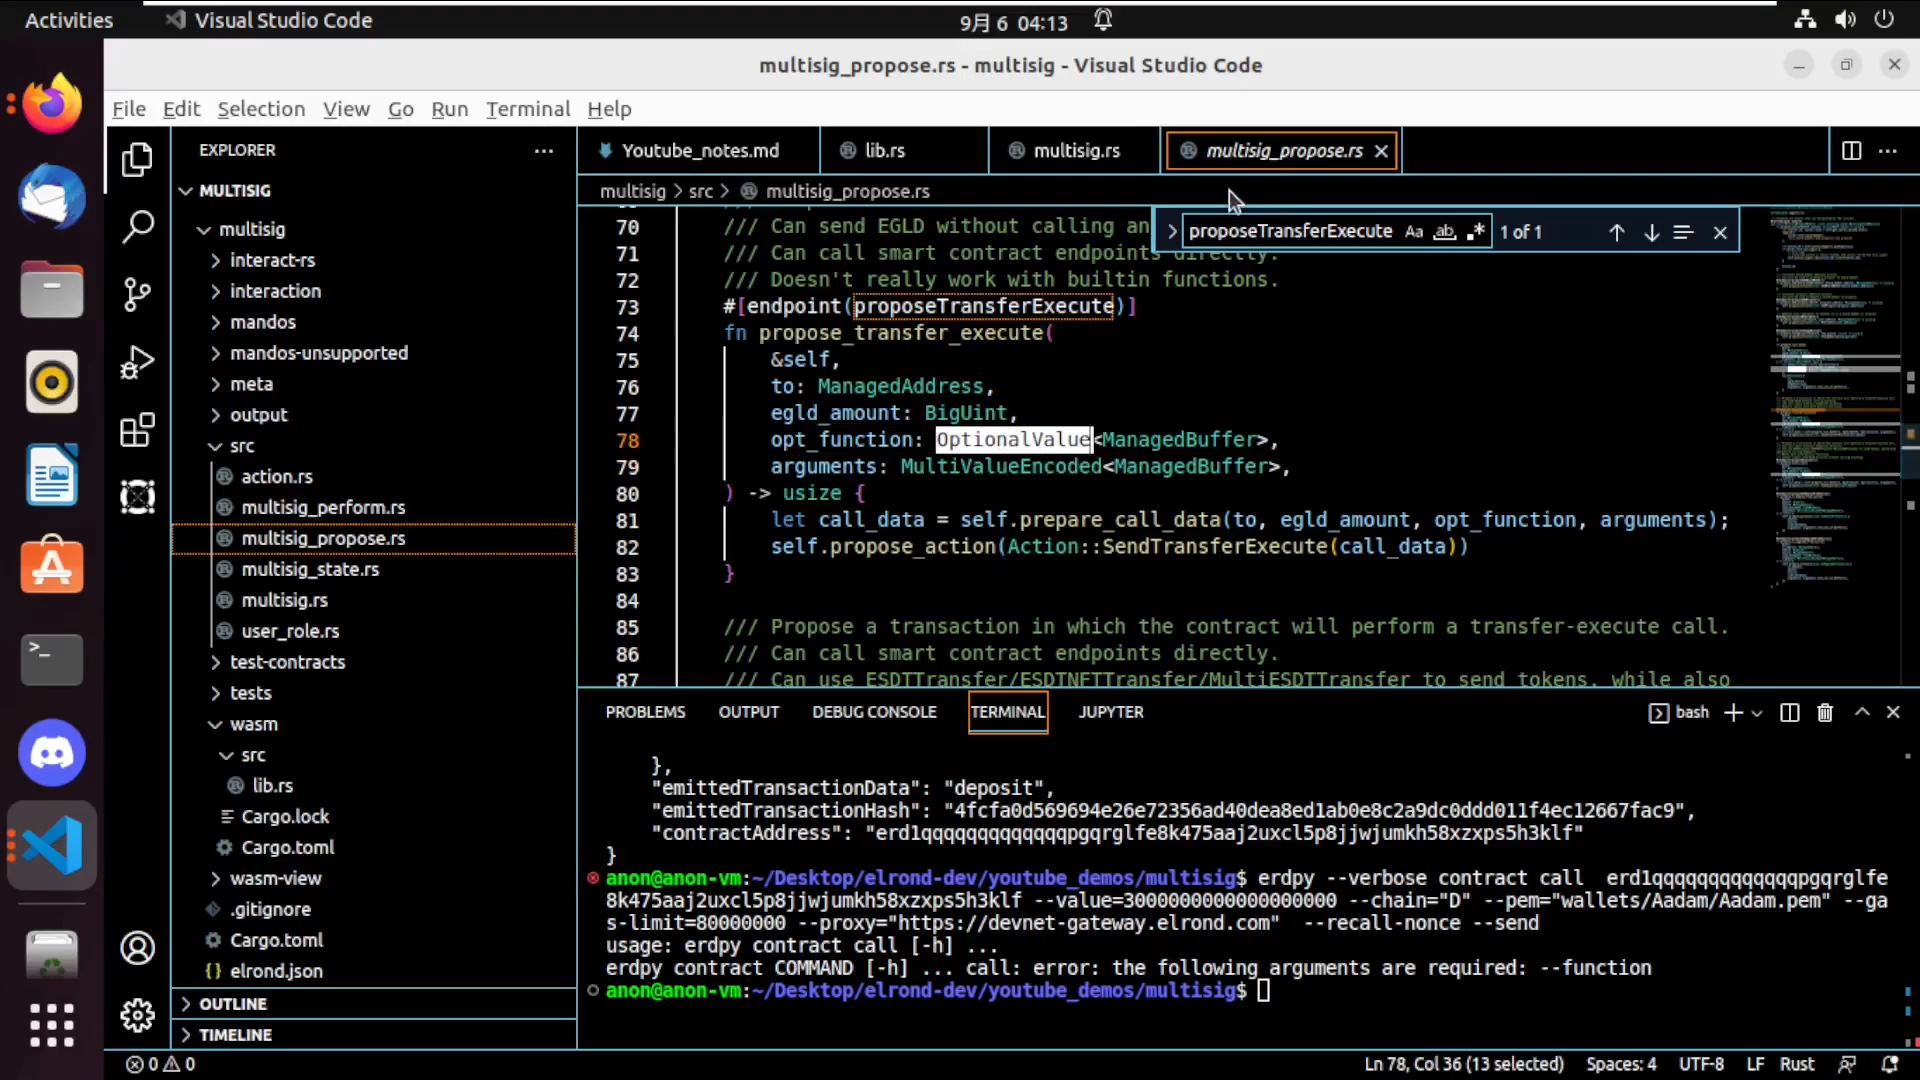 Activities
Visual Studio Code
9月 6 04:13
multisig_propose.rs - multisig - Visual Studio Code
File Edit Selection View Go Run Terminal Help
EXPLORER
Youtube_notes.md
lib.rs
multisig.rs
multisig_propose.rs
MULTISIG
multisig
interact-rs
interaction
mandos
mandos-unsupported
meta
output
src
action.rs
multisig_perform.rs
multisig_propose.rs
multisig_state.rs
multisig.rs
user_role.rs
test-contracts
tests
wasm
src
lib.rs
Cargo.lock
Cargo.toml
wasm-view
.gitignore
Cargo.toml
elrond.json
OUTLINE
TIMELINE
multisig > src > multisig_propose.rs
proposeTransferExecute Aa ab .* 1 of 1
70 /// Can send EGLD without calling an
71 /// Can call smart contract endpoints directly.
72 /// Doesn't really work with builtin functions.
73 #[endpoint(proposeTransferExecute)]
74 fn propose_transfer_execute(
75 &self,
76 to: ManagedAddress,
77 egld_amount: BigUint,
78 opt_function: OptionalValue<ManagedBuffer>,
79 arguments: MultiValueEncoded<ManagedBuffer>,
80 ) -> usize {
81 let call_data = self.prepare_call_data(to, egld_amount, opt_function, arguments);
82 self.propose_action(Action::SendTransferExecute(call_data))
83 }
84
85 /// Propose a transaction in which the contract will perform a transfer-execute call.
86 /// Can call smart contract endpoints directly.
87 /// Can use ESDTTransfer/ESDTNFTTransfer/MultiESDTTransfer to send tokens, while also
PROBLEMS OUTPUT DEBUG CONSOLE TERMINAL JUPYTER
bash
},
"emittedTransactionData": "deposit",
"emittedTransactionHash": "4fcfa0d569694e26e72356ad40dea8ed1ab0e8c2a9dc0ddd011f4ec12667fac9",
"contractAddress": "erd1qqqqqqqqqqqqqpgqrglfe8k475aaj2uxcl5p8jjwjumkh58xzxps5h3klf"
}
anon@anon-vm:~/Desktop/elrond-dev/youtube_demos/multisig$ erdpy --verbose contract call erd1qqqqqqqqqqqqqpgqrglfe
8k475aaj2uxcl5p8jjwjumkh58xzxps5h3klf --value=3000000000000000000 --chain="D" --pem="wallets/Aadam/Aadam.pem" --ga
s-limit=80000000 --proxy="https://devnet-gateway.elrond.com" --recall-nonce --send
usage: erdpy contract call [-h] ...
erdpy contract COMMAND [-h] ... call: error: the following arguments are required: --function
anon@anon-vm:~/Desktop/elrond-dev/youtube_demos/multisig$
0 0
Ln 78, Col 36 (13 selected) Spaces: 4 UTF-8 LF Rust